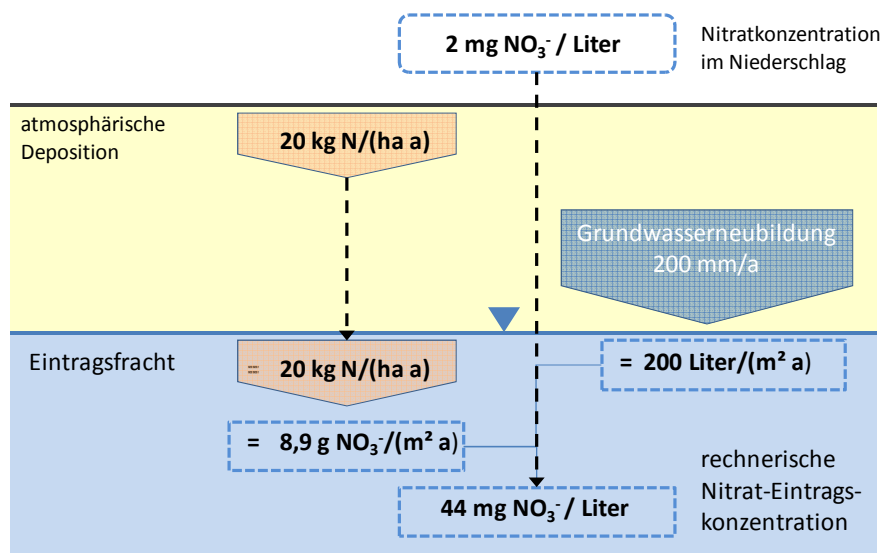 2 mg NO₃⁻ / Liter
Nitratkonzentration
im Niederschlag
atmosphärische
Deposition
20 kg N/(ha a)
Grundwasserneubildung
200 mm/a
Eintragsfracht
= 20 kg N/(ha a)
= 200 Liter/(m² a)
= 8,9 g NO₃⁻/(m² a)
44 mg NO₃⁻ / Liter
rechnerische
Nitrat-Eintrags-
konzentration